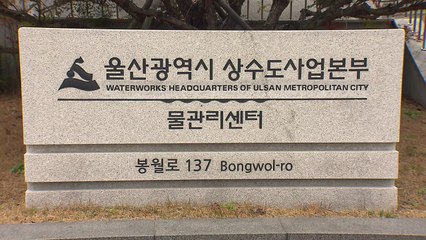 울산광역시 상수도사업본부
WATERWORKS HEADQUARTERS OF ULSAN METROPOLITAN CITY
물관리센터
봉월로 137 Bongwol-ro